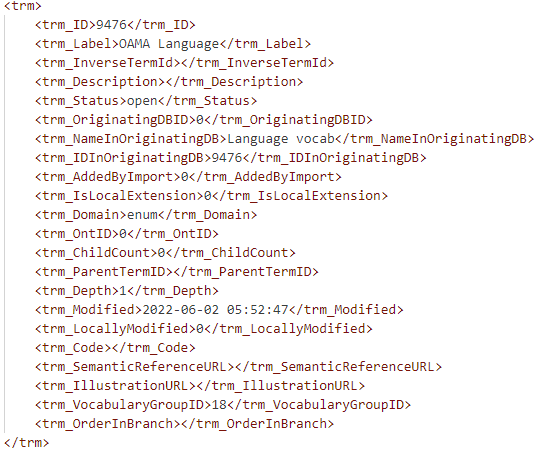 <trm>
<trm_ID>9476</trm_ID>
<trm_Label>OAMA Language</trm_Label>
<trm_InverseTermId></trm_InverseTermId>
<trm_Description></trm_Description>
<trm_Status>open</trm_Status>
<trm_OriginatingDBID>0</trm_OriginatingDBID>
<trm_NameInOriginatingDB>Language vocab</trm_NameInOriginatingDB>
<trm_IDInOriginatingDB>9476</trm_IDInOriginatingDB>
<trm_AddedByImport>0</trm_AddedByImport>
<trm_IsLocalExtension>0</trm_IsLocalExtension>
<trm_Domain>enum</trm_Domain>
<trm_OntID>0</trm_OntID>
<trm_ChildCount>0</trm_ChildCount>
<trm_ParentTermID></trm_ParentTermID>
<trm_Depth>1</trm_Depth>
<trm_Modified>2022-06-02 05:52:47</trm_Modified>
<trm_LocallyModified>0</trm_LocallyModified>
<trm_Code></trm_Code>
<trm_SemanticReferenceURL></trm_SemanticReferenceURL>
<trm_IllustrationURL></trm_IllustrationURL>
<trm_VocabularyGroupID>18</trm_VocabularyGroupID>
<trm_OrderInBranch></trm_OrderInBranch>
</trm>